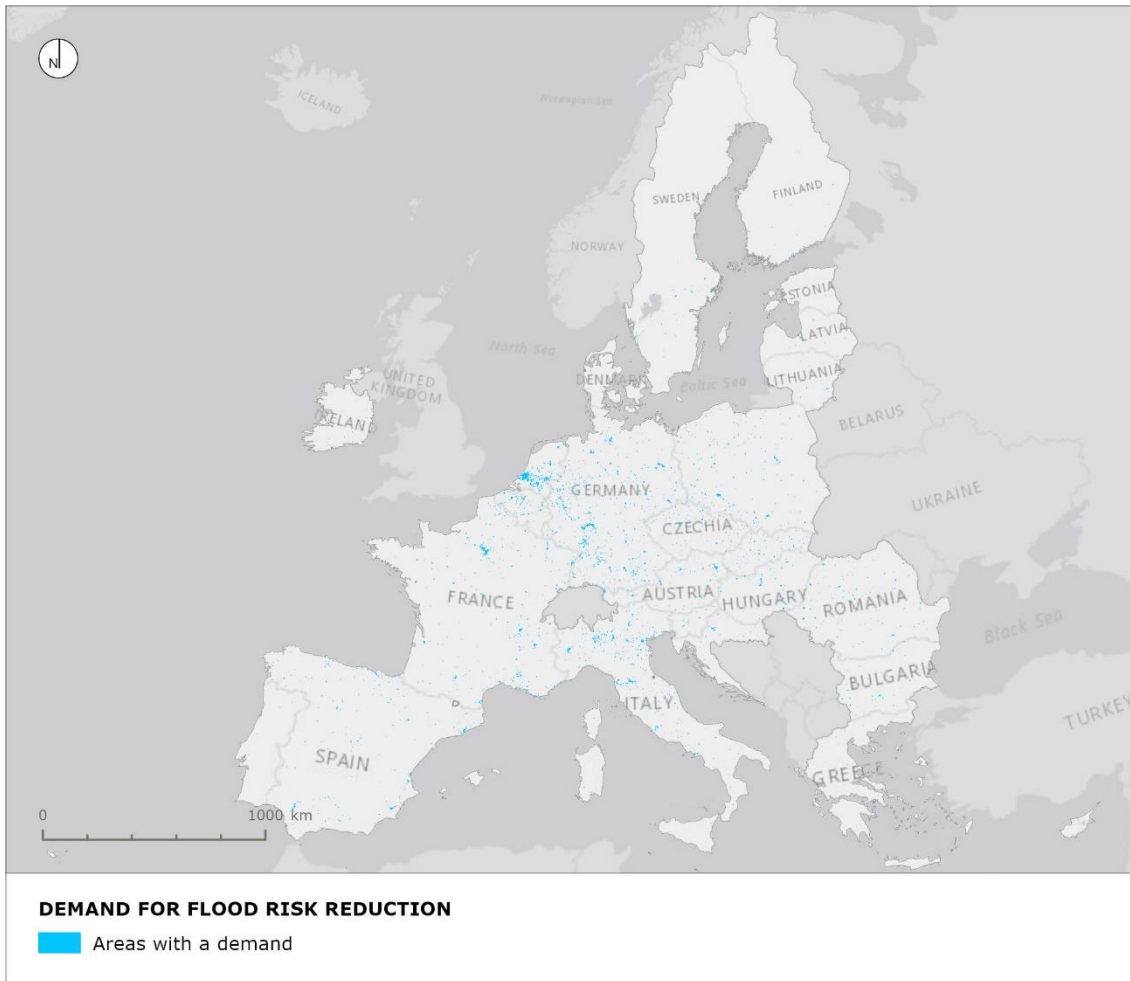 N
ICELAND
Norwegian Sea
SWEDEN
FINLAND
NORWAY
ESTONIA
LATVIA
North Sea
LITHUANIA
DENMARK
Baltic Sea
UNITED
KINGDOM
IRELAND
BELARUS
GERMANY
UKRAINE
CZECHIA
FRANCE
AUSTRIA
HUNGARY
ROMANIA
Black Sea
BULGARIA
ITALY
TURKEY
SPAIN
GREECE
0
1000 km
DEMAND FOR FLOOD RISK REDUCTION
Areas with a demand